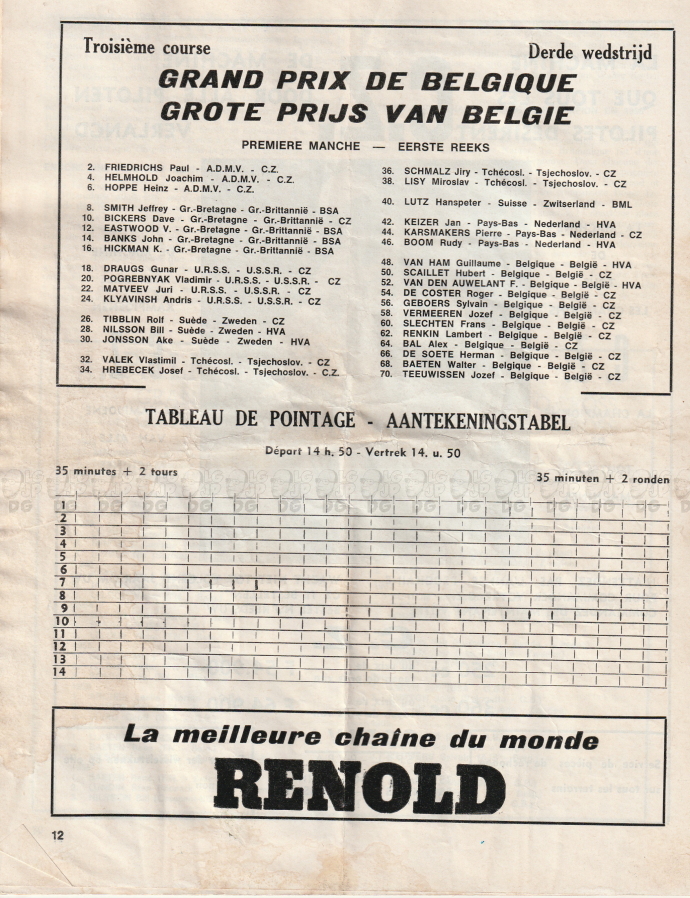 Troisième course
Derde wedstrijd
GRAND PRIX DE BELGIQUE
GROTE PRIJS VAN BELGIE
PREMIERE MANCHE — EERSTE REEKS
2. FRIEDRICHS Paul - A.D.M.V. - C.Z.
4. HELMHOLD Joachim - A.D.M.V. - C.Z.
6. HOPPE Heinz - A.D.M.V. - C.Z.
8. SMITH Jeffrey - Gr.-Bretagne - Gr.-Brittannië - BSA
10. BICKERS Dave - Gr.-Bretagne - Gr.-Brittannië - CZ
12. EASTWOOD V. - Gr.-Bretagne - Gr.-Brittannië - BSA
14. BANKS John - Gr.-Bretagne - Gr.-Brittannië - BSA
16. HICKMAN K. - Gr.-Bretagne - Gr.-Brittannië - BSA
18. DRAUGS Gunar - U.R.S.S. - U.S.S.R. - CZ
20. POGREBNYAK Vladimir - U.R.S.S. - U.S.S.R. - CZ
22. MATVEEV Juri - U.R.S.S. - U.S.S.R. - CZ
24. KLYAVINSH Andris - U.R.S.S. - U.S.S.R. - CZ
26. TIBBLIN Rolf - Suède - Zweden - CZ
28. NILSSON Bill - Suède - Zweden - HVA
30. JONSSON Ake - Suède - Zweden - HVA
32. VALEK Vlastimil - Tchécosl. - Tsjechoslov. - CZ
34. HREBECEK Josef - Tchécosl. - Tsjechoslov. - C.Z.
36. SCHMALZ Jiry - Tchécosl. - Tsjechoslov. - CZ
38. LISY Miroslav - Tchécosl. - Tsjechoslov. - CZ
40. LUTZ Hanspeter - Suisse - Zwitserland - BML
42. KEIZER Jan - Pays-Bas - Nederland - HVA
44. KARSMAKERS Pierre - Pays-Bas - Nederland - CZ
46. BOOM Rudy - Pays-Bas - Nederland - HVA
48. VAN HAM Guillaume - Belgique - België - HVA
50. SCAILLET Hubert - Belgique - België - CZ
52. VAN DEN AUWELANT F. - Belgique - België - HVA
54. DE COSTER Roger - Belgique - België - CZ
56. GEBOERS Sylvain - Belgique - België - CZ
58. VERMEEREN Jozef - Belgique - België - CZ
60. SLECHTEN Frans - Belgique - België - CZ
62. RENKIN Lambert - Belgique - België - CZ
64. BAL Alex - Belgique - België - CZ
66. DE SOETE Herman - Belgique - België - CZ
68. BAETEN Walter - Belgique - België - CZ
70. TEEUWISSEN Jozef - Belgique - België - CZ
TABLEAU DE POINTAGE - AANTEKENINGSTABEL
Départ 14 h. 50 - Vertrek 14. u. 50
35 minutes + 2 tours
35 minuten + 2 ronden
1
2
3
4
5
6
7
8
9
10
11
12
13
14
La meilleure chaîne du monde
RENOLD
12